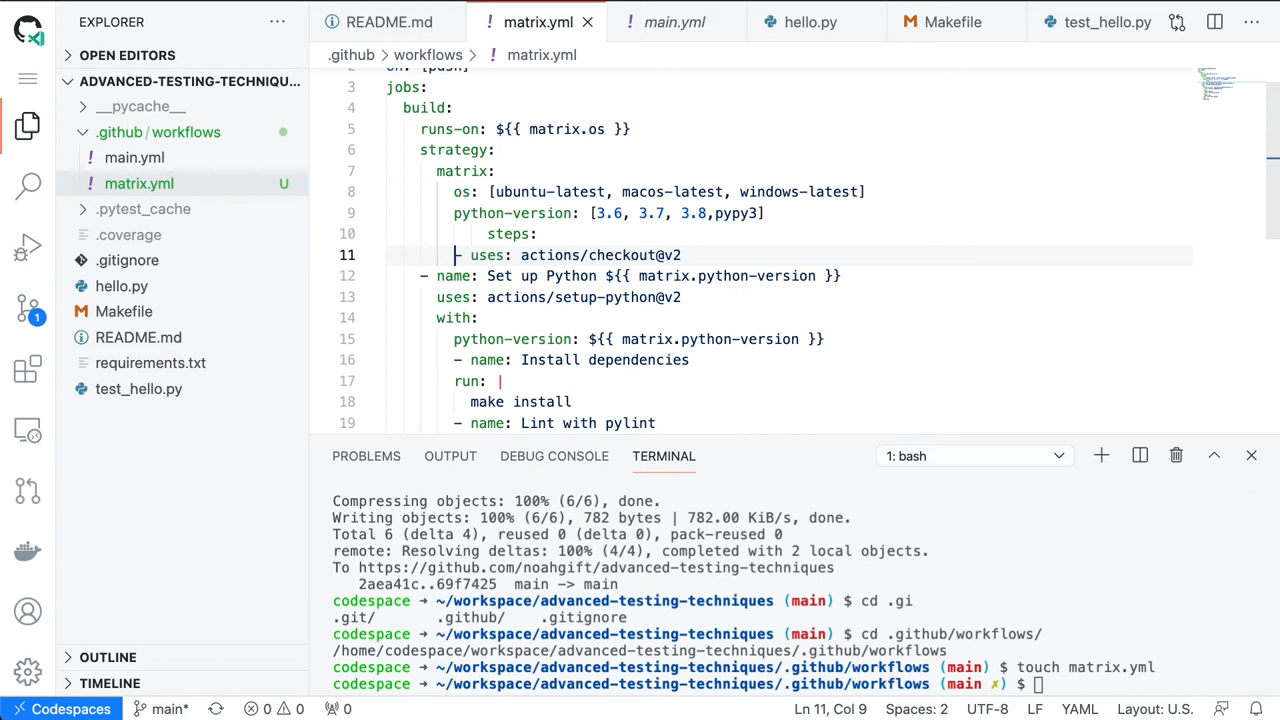 EXPLORER
OPEN EDITORS
ADVANCED-TESTING-TECHNIQU...
__pycache__
.github/workflows
! main.yml
! matrix.yml U
.pytest_cache
.coverage
.gitignore
hello.py
M Makefile
README.md
requirements.txt
test_hello.py
OUTLINE
TIMELINE
1
README.md ! matrix.yml ! main.yml hello.py M Makefile test_hello.py
.github > workflows > ! matrix.yml
2 on: [push]
3 jobs:
4 build:
5 runs-on: ${{ matrix.os }}
6 strategy:
7 matrix:
8 os: [ubuntu-latest, macos-latest, windows-latest]
9 python-version: [3.6, 3.7, 3.8,pypy3]
10 steps:
11 - uses: actions/checkout@v2
12 - name: Set up Python ${{ matrix.python-version }}
13 uses: actions/setup-python@v2
14 with:
15 python-version: ${{ matrix.python-version }}
16 - name: Install dependencies
17 run: |
18 make install
19 - name: Lint with pylint
PROBLEMS OUTPUT DEBUG CONSOLE TERMINAL 1: bash
Compressing objects: 100% (6/6), done.
Writing objects: 100% (6/6), 782 bytes | 782.00 KiB/s, done.
Total 6 (delta 4), reused 0 (delta 0), pack-reused 0
remote: Resolving deltas: 100% (4/4), completed with 2 local objects.
To https://github.com/noahgift/advanced-testing-techniques
2aea41c..69f7425 main -> main
codespace → ~/workspace/advanced-testing-techniques (main) $ cd .gi
.git/ .github/ .gitignore
codespace → ~/workspace/advanced-testing-techniques (main) $ cd .github/workflows/
/home/codespace/workspace/advanced-testing-techniques/.github/workflows
codespace → ~/workspace/advanced-testing-techniques/.github/workflows (main) $ touch matrix.yml
codespace → ~/workspace/advanced-testing-techniques/.github/workflows (main ✗) $
Codespaces main* 0 0 0 Ln 11, Col 9 Spaces: 2 UTF-8 LF YAML Layout: U.S.